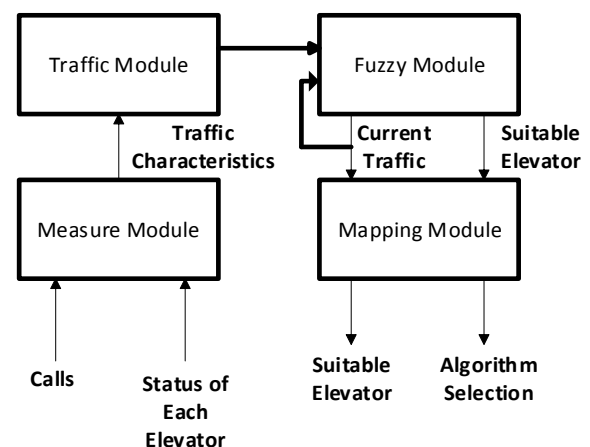 Traffic Module
Fuzzy Module
Traffic
Characteristics
Current
Traffic
Suitable
Elevator
Measure Module
Mapping Module
Calls
Status of
Each
Elevator
Suitable
Elevator
Algorithm
Selection